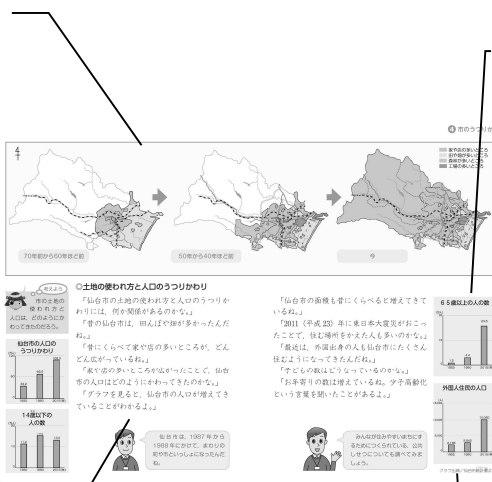 4 市のうつりか
家や店の多いところ
田や畑が多いところ
森林が多いところ
工場の多いところ
70年前から60年ほど前
50年から40年ほど前
今
考えよう
市の土地の
使われ方と
人口は、どのようにか
わってきたのだろう。
仙台市の人口の
うつりかわり
14歳以下の
人の数
◎土地の使われ方と人口のうつりかわり
「仙台市の土地の使われ方と人口のうつりか
わりには、何か関係があるのかな。」
「昔の仙台市は、田んぼや畑が多かったんだ
ね。」
「昔にくらべて家や店の多いところが、どん
どん広がっているね。」
「家や店の多いところが広がったことで、仙台
市の人口はどのようにかわってきたのかな。」
「グラフを見ると、仙台市の人口が増えてき
ていることがわかるよ。」
仙台市は、1987年から
1988年にかけて、まわりの
町や市といっしょになったんだ
ね。
「仙台市の面積も昔にくらべると増えてきて
いるね。」
「2011(平成23)年に東日本大震災がおこっ
たことで、住む場所をかえた人も多いのかな。」
「最近は、外国出身の人も仙台市にたくさん
住むようになってきたんだね。」
「子どもの数はどうなっているのかな。」
「お年寄りの数は増えているね。少子高齢化
という言葉を聞いたことがあるよ。」
みんなが住みやすいまちにす
るためにつくられている、公共
しせつについても調べてみま
しょう。
65歳以上の人の数
外国人住民の人口